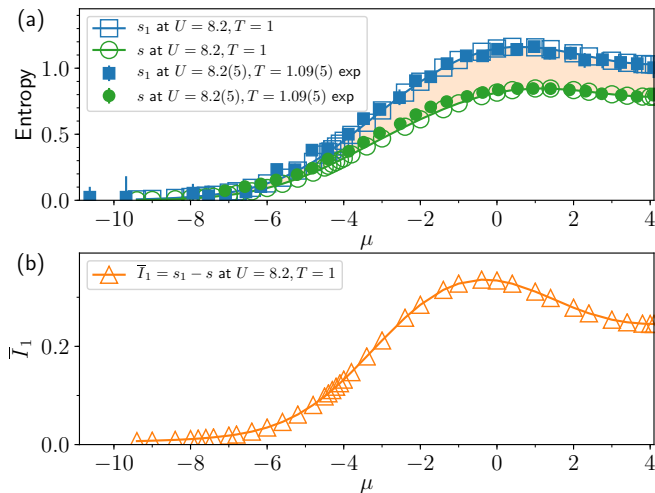 (a)
s₁ at U = 8.2, T = 1
s at U = 8.2, T = 1
s₁ at U = 8.2(5), T = 1.09(5) exp
s at U = 8.2(5), T = 1.09(5) exp
Entropy
1.0
0.5
0.0
−10 −8 −6 −4 −2 0 2 4
μ
(b)
I̅₁ = s₁ − s at U = 8.2, T = 1
I̅₁
0.2
0.0
−10 −8 −6 −4 −2 0 2 4
μ